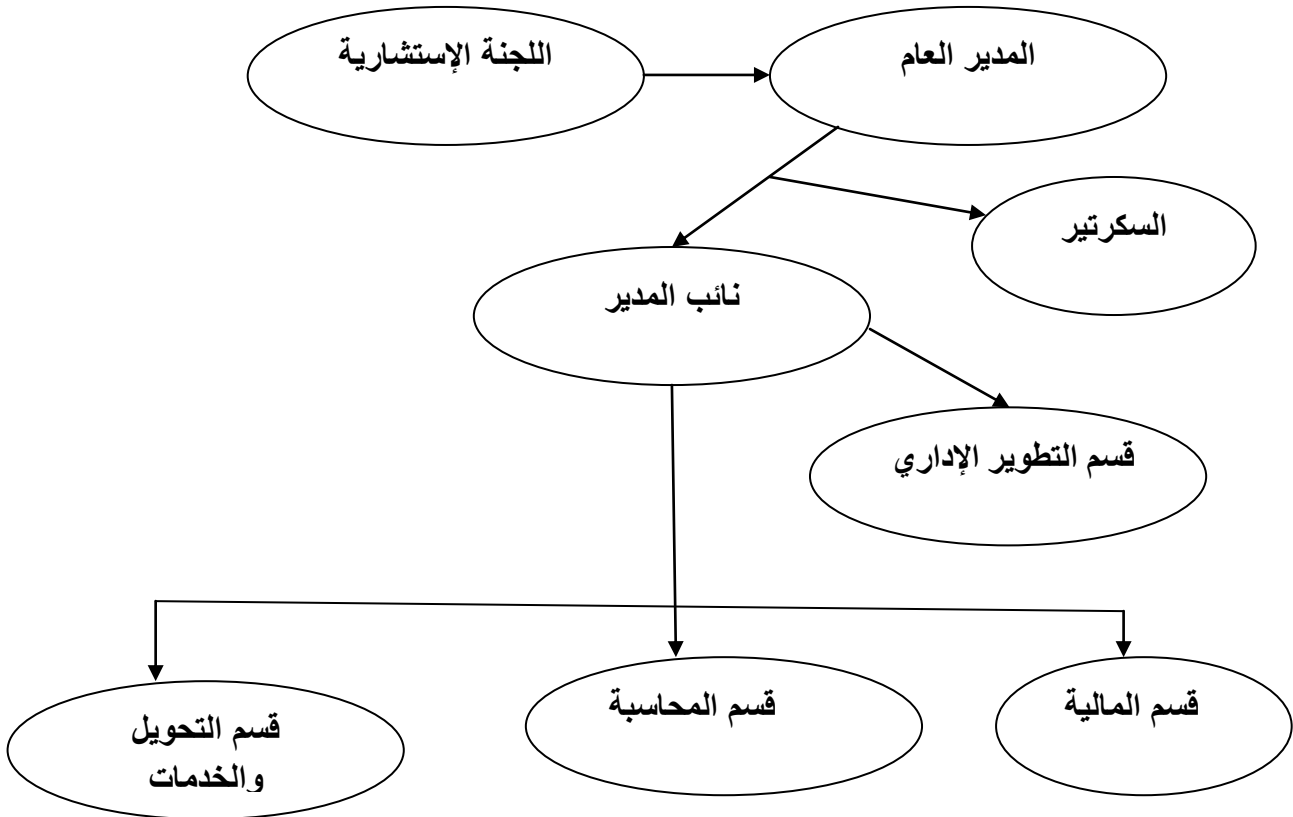 المدير العام
اللجنة الإستشارية
السكرتير
نائب المدير
قسم التطوير الإداري
قسم المالية
قسم المحاسبة
قسم التحويل
والخدمات